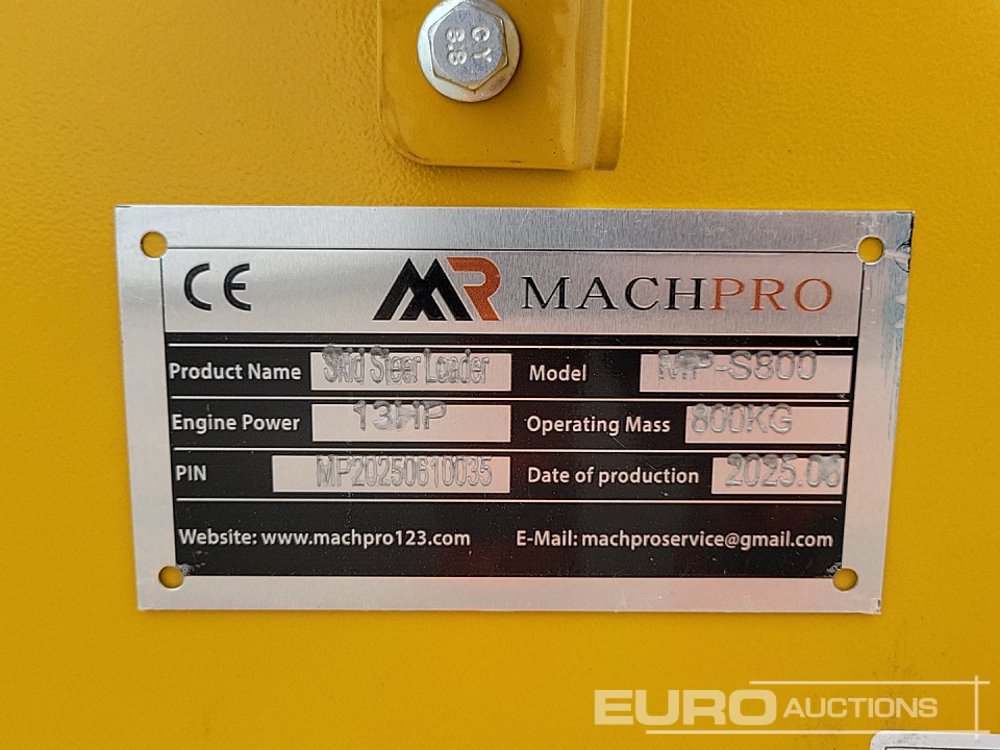 CY
8.8
CE MR MACHPRO
Product Name Skid Steer Loader Model MP-S800
Engine Power 13HP Operating Mass 800KG
PIN MP20250610035 Date of production 2025.06
Website: www.machpro123.com E-Mail: machproservice@gmail.com
EURO AUCTIONS